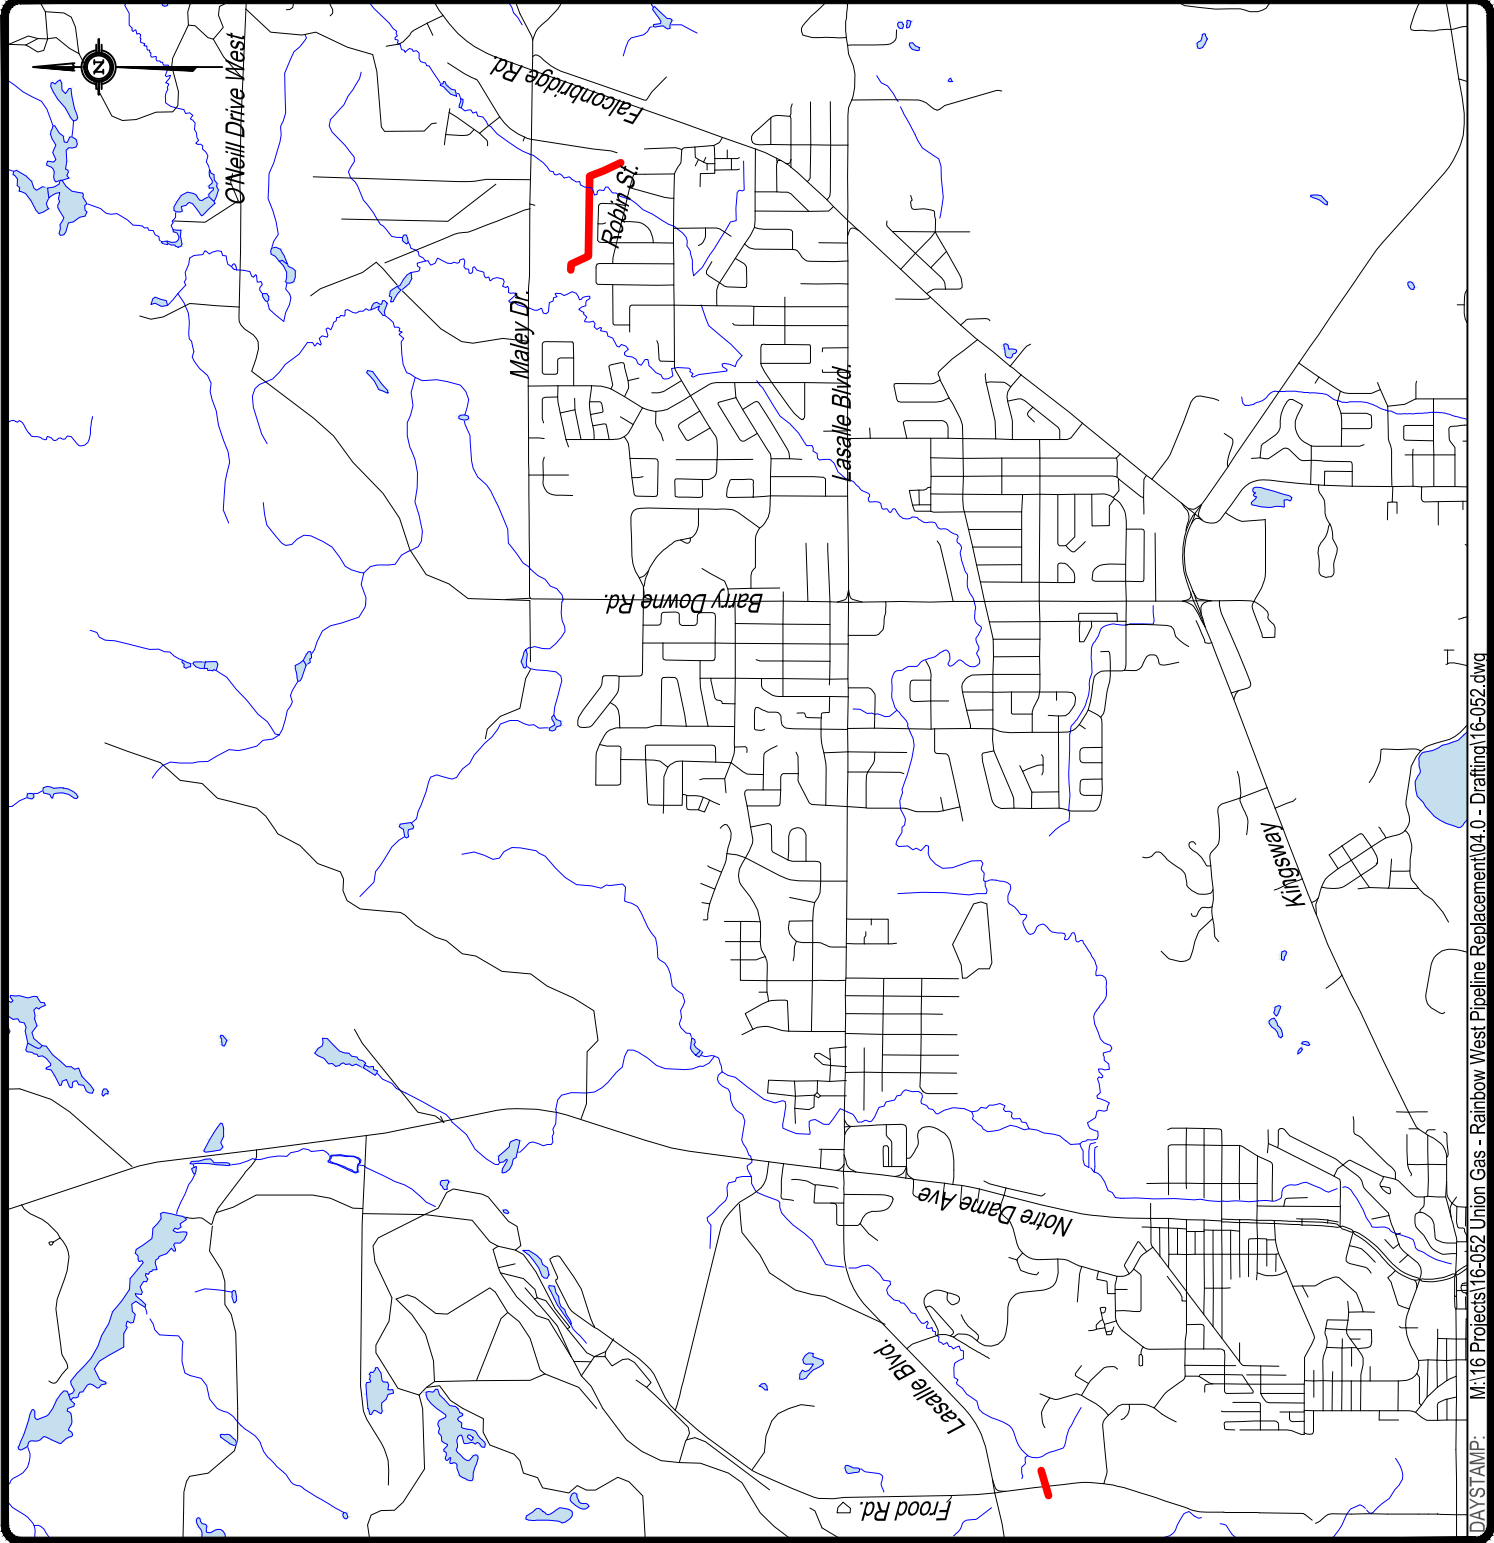 N
O'Neill Drive West
Falconbridge Rd.
Robin St.
Maley Dr.
Lasalle Blvd.
Barry Downe Rd.
Kingsway
Notre Dame Ave
Lasalle Blvd.
Frood Rd.
DAYSTAMP: M:\16 Projects\16-052 Union Gas - Rainbow West Pipeline Replacement\04.0 - Drafting\16-052.dwg